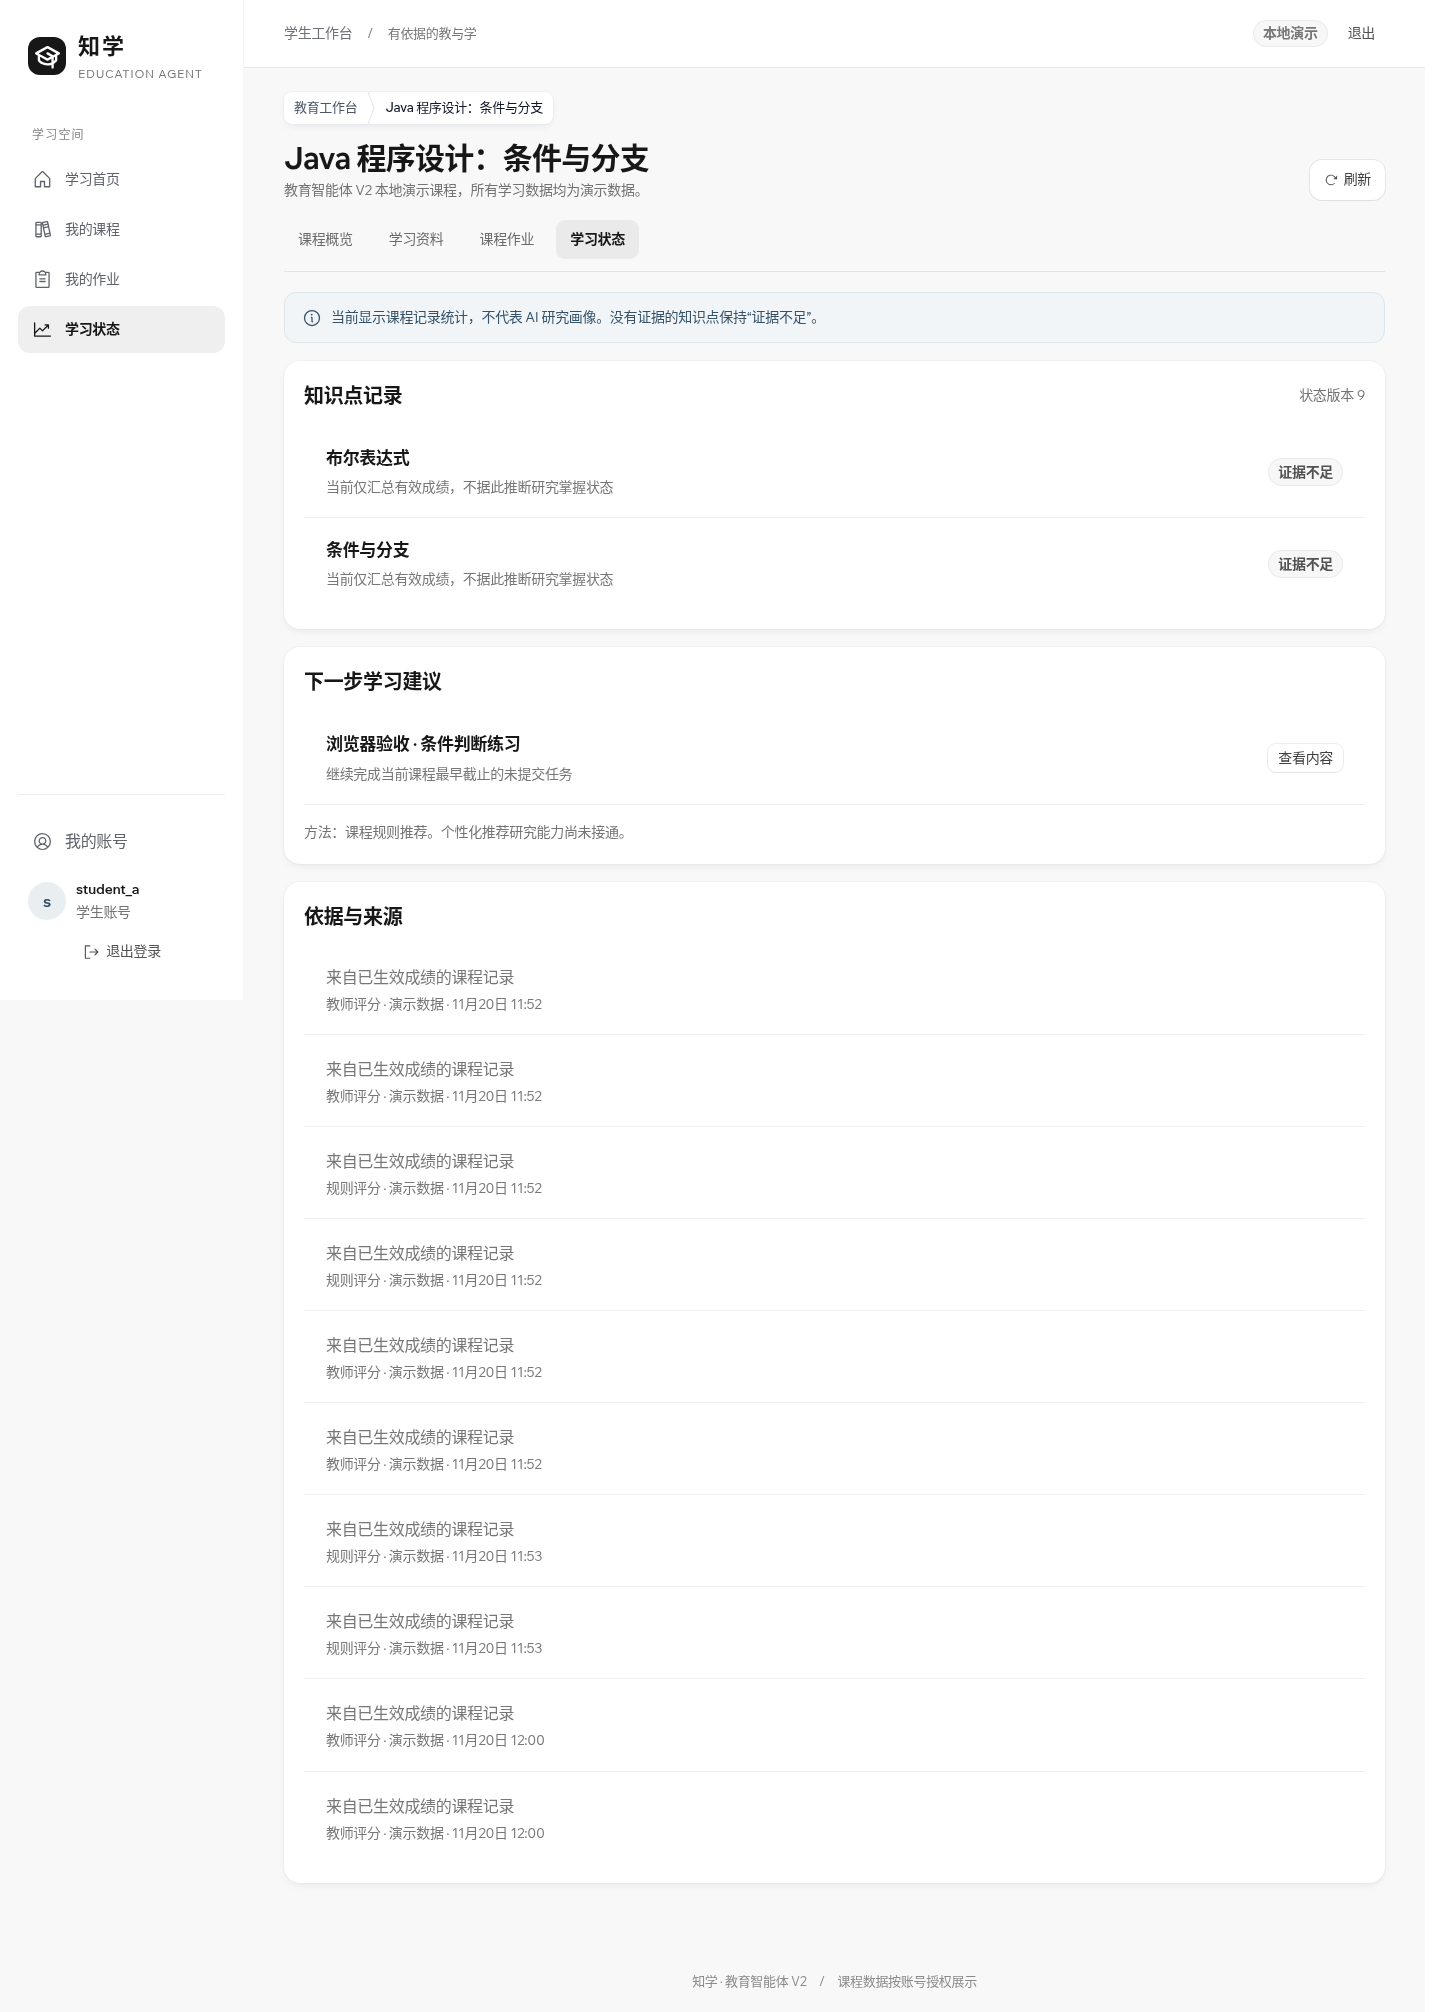 知学
EDUCATION AGENT
学习空间
学习首页
我的课程
我的作业
学习状态
我的账号
s
student_a
学生账号
退出登录
学生工作台 / 有依据的教与学
本地演示
退出
教育工作台
Java 程序设计：条件与分支
Java 程序设计：条件与分支
教育智能体 V2 本地演示课程，所有学习数据均为演示数据。
刷新
课程概览
学习资料
课程作业
学习状态
当前显示课程记录统计，不代表 AI 研究画像。没有证据的知识点保持“证据不足”。
知识点记录
状态版本 9
布尔表达式
当前仅汇总有效成绩，不据此推断研究掌握状态
证据不足
条件与分支
当前仅汇总有效成绩，不据此推断研究掌握状态
证据不足
下一步学习建议
浏览器验收 · 条件判断练习
继续完成当前课程最早截止的未提交任务
查看内容
方法：课程规则推荐。个性化推荐研究能力尚未接通。
依据与来源
来自已生效成绩的课程记录
教师评分 · 演示数据 · 11月20日 11:52
来自已生效成绩的课程记录
教师评分 · 演示数据 · 11月20日 11:52
来自已生效成绩的课程记录
规则评分 · 演示数据 · 11月20日 11:52
来自已生效成绩的课程记录
规则评分 · 演示数据 · 11月20日 11:52
来自已生效成绩的课程记录
教师评分 · 演示数据 · 11月20日 11:52
来自已生效成绩的课程记录
教师评分 · 演示数据 · 11月20日 11:52
来自已生效成绩的课程记录
规则评分 · 演示数据 · 11月20日 11:53
来自已生效成绩的课程记录
规则评分 · 演示数据 · 11月20日 11:53
来自已生效成绩的课程记录
教师评分 · 演示数据 · 11月20日 12:00
来自已生效成绩的课程记录
教师评分 · 演示数据 · 11月20日 12:00
知学 · 教育智能体 V2 / 课程数据按账号授权展示